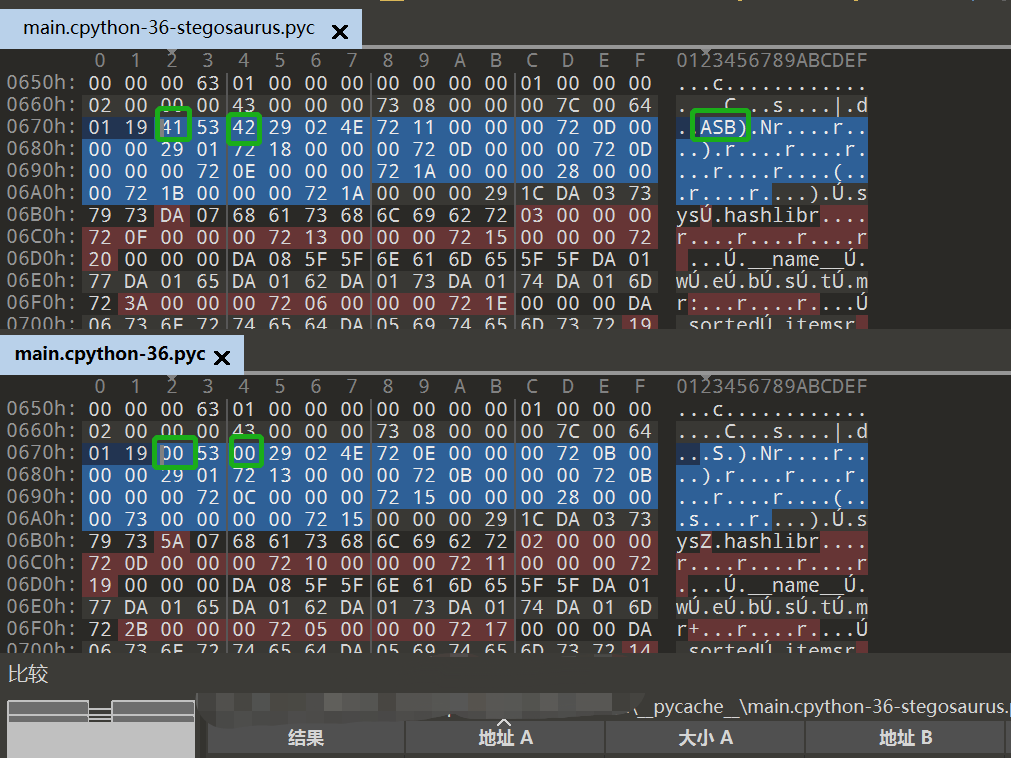 main.cpython-36-stegosaurus.pyc ×
0 1 2 3 4 5 6 7 8 9 A B C D E F 0123456789ABCDEF
0650h: 00 00 00 63 01 00 00 00 00 00 00 00 01 00 00 00 ...c............
0660h: 02 00 00 00 43 00 00 00 73 08 00 00 00 7C 00 64 ....C...s....|.d
0670h: 01 19 41 53 42 29 02 4E 72 11 00 00 00 72 0D 00 ..ASB).Nr....r..
0680h: 00 00 29 01 72 18 00 00 00 72 0D 00 00 00 72 0D ..).r....r....r.
0690h: 00 00 00 72 0E 00 00 00 72 1A 00 00 00 28 00 00 ...r....r....(..
06A0h: 00 72 1B 00 00 00 72 1A 00 00 00 29 1C DA 03 73 .r....r....).Ú.s
06B0h: 79 73 DA 07 68 61 73 68 6C 69 62 72 03 00 00 00 ysÚ.hashlibr....
06C0h: 72 0F 00 00 00 72 13 00 00 00 72 15 00 00 00 72 r....r....r....r
06D0h: 20 00 00 00 DA 08 5F 5F 6E 61 6D 65 5F 5F DA 01 ...Ú.__name__Ú.
06E0h: 77 DA 01 65 DA 01 62 DA 01 73 DA 01 74 DA 01 6D wÚ.eÚ.bÚ.sÚ.tÚ.m
06F0h: 72 3A 00 00 00 72 06 00 00 00 72 1E 00 00 00 DA r:...r....r....Ú
0700h: 06 73 6F 72 74 65 64 DA 05 69 74 65 6D 73 72 19 .sortedÚ.itemsr.
main.cpython-36.pyc ×
0 1 2 3 4 5 6 7 8 9 A B C D E F 0123456789ABCDEF
0650h: 00 00 00 63 01 00 00 00 00 00 00 00 01 00 00 00 ...c............
0660h: 02 00 00 00 43 00 00 00 73 08 00 00 00 7C 00 64 ....C...s....|.d
0670h: 01 19 00 53 00 29 02 4E 72 0E 00 00 00 72 0B 00 ...S.).Nr....r..
0680h: 00 00 29 01 72 13 00 00 00 72 0B 00 00 00 72 0B ..).r....r....r.
0690h: 00 00 00 72 0C 00 00 00 72 15 00 00 00 28 00 00 ...r....r....(..
06A0h: 00 73 00 00 00 00 72 15 00 00 00 29 1C DA 03 73 .s....r....).Ú.s
06B0h: 79 73 5A 07 68 61 73 68 6C 69 62 72 02 00 00 00 ysZ.hashlibr....
06C0h: 72 0D 00 00 00 72 10 00 00 00 72 11 00 00 00 72 r....r....r....r
06D0h: 19 00 00 00 DA 08 5F 5F 6E 61 6D 65 5F 5F DA 01 ....Ú.__name__Ú.
06E0h: 77 DA 01 65 DA 01 62 DA 01 73 DA 01 74 DA 01 6D wÚ.eÚ.bÚ.sÚ.tÚ.m
06F0h: 72 2B 00 00 00 72 05 00 00 00 72 17 00 00 00 DA r+...r....r....Ú
0700h: 06 73 6F 72 74 65 64 DA 05 69 74 65 6D 73 72 14 .sortedÚ.itemsr.
比较
\__pycache__\main.cpython-36-stegosaurus.p
结果 地址 A 大小 A 地址 B